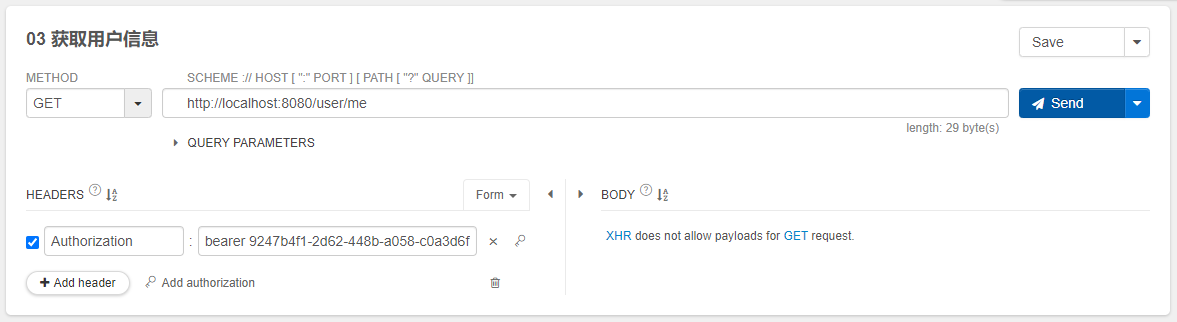 03 获取用户信息
Save
METHOD
SCHEME :// HOST [ ":" PORT ] [ PATH [ "?" QUERY ]]
GET
http://localhost:8080/user/me
Send
length: 29 byte(s)
QUERY PARAMETERS
HEADERS ? Form
BODY ?
Authorization : bearer 9247b4f1-2d62-448b-a058-c0a3d6f
XHR does not allow payloads for GET request.
+ Add header
Add authorization